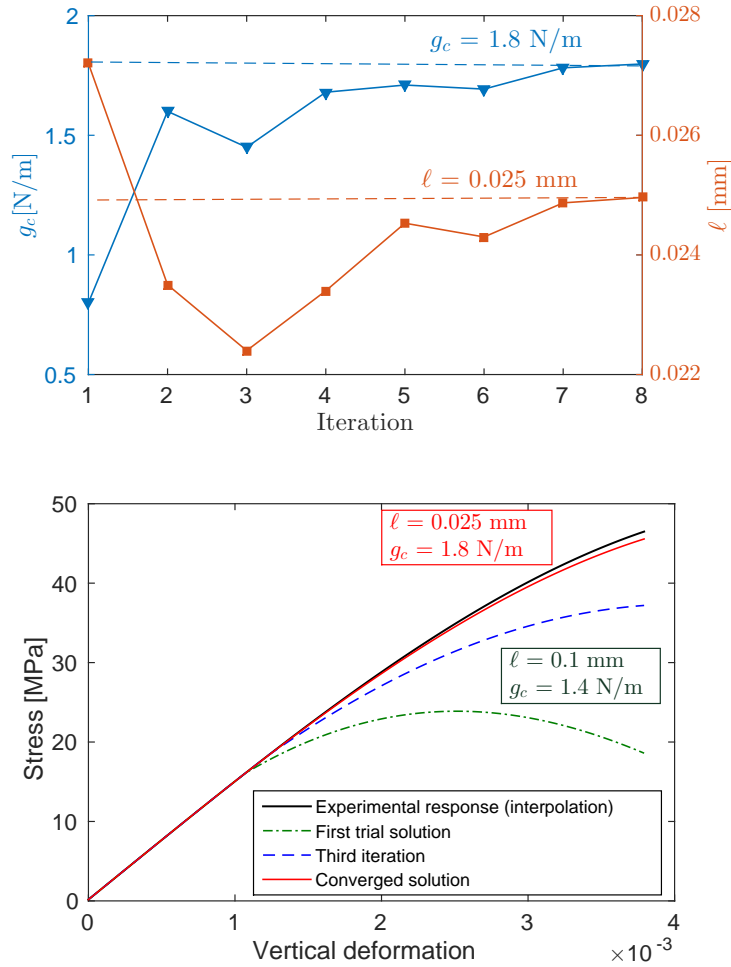 2
1.5
1
0.5
g_c [N/m]
g_c = 1.8 N/m
ℓ = 0.025 mm
0.028
0.026
0.024
0.022
ℓ [mm]
1 2 3 4 5 6 7 8
Iteration
50
40
30
20
10
0
Stress [MPa]
ℓ = 0.025 mm
g_c = 1.8 N/m
ℓ = 0.1 mm
g_c = 1.4 N/m
Experimental response (interpolation)
First trial solution
Third iteration
Converged solution
0 1 2 3 4
Vertical deformation
×10⁻³